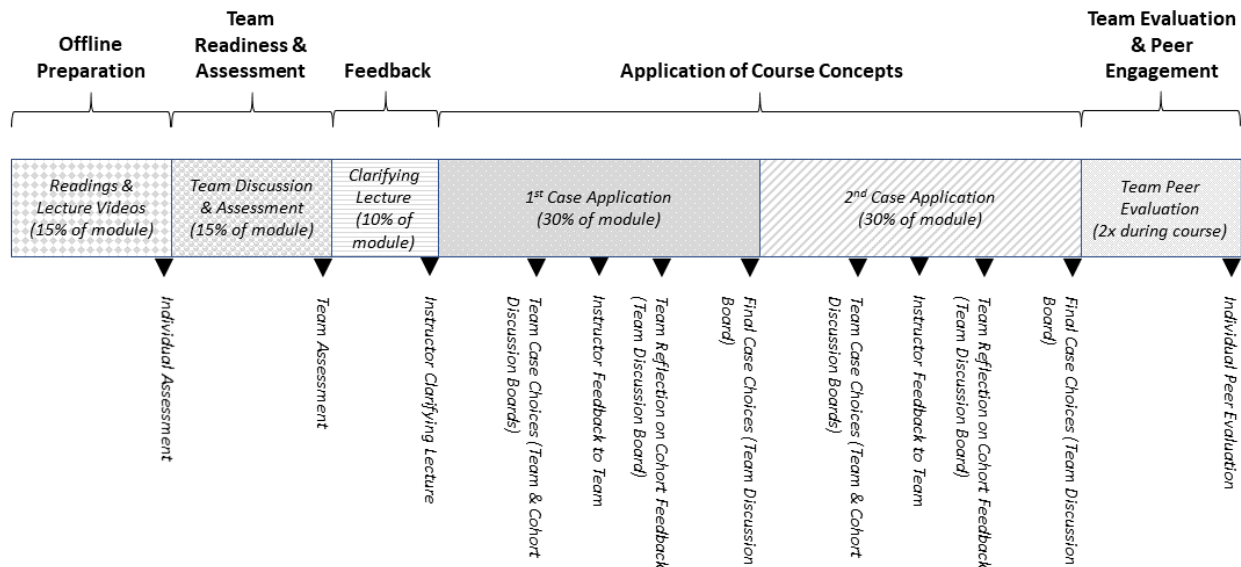 Offline
Preparation
Team
Readiness &
Assessment
Feedback
Application of Course Concepts
Team Evaluation
& Peer
Engagement
Readings &
Lecture Videos
(15% of module)
Team Discussion
& Assessment
(15% of module)
Clarifying
Lecture
(10% of
module)
1st Case Application
(30% of module)
2nd Case Application
(30% of module)
Team Peer
Evaluation
(2x during course)
Individual Assessment
Team Assessment
Instructor Clarifying Lecture
Team Case Choices (Team & Cohort
Discussion Boards)
Instructor Feedback to Team
Team Reflection on Cohort Feedback
(Team Discussion Board)
Final Case Choices (Team Discussion
Board)
Team Case Choices (Team & Cohort
Discussion Boards)
Instructor Feedback to Team
Team Reflection on Cohort Feedback
(Team Discussion Board)
Final Case Choices (Team Discussion
Board)
Individual Peer Evaluation